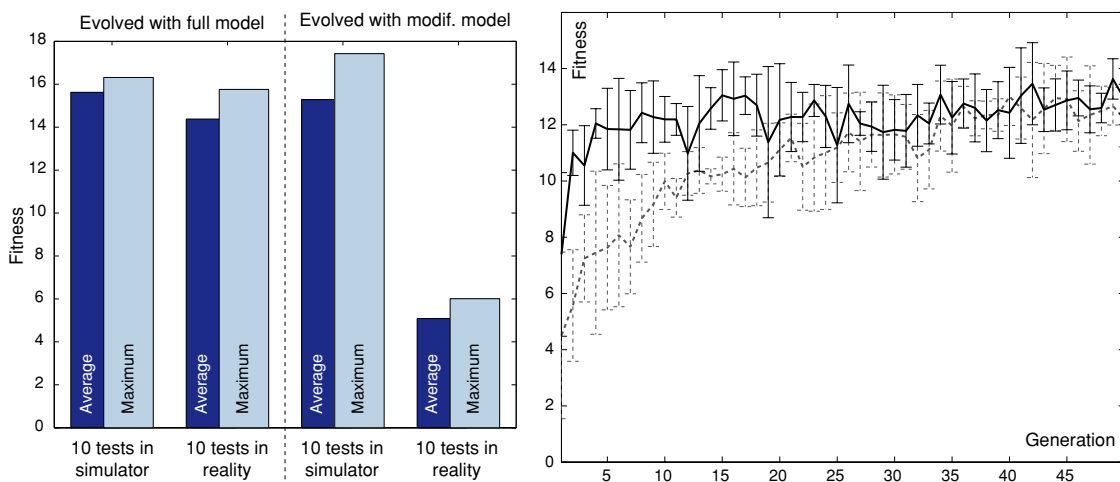 Evolved with full model
Evolved with modif. model
18
16
14
12
10
8
6
4
2
0
Fitness
Average
Maximum
Average
Maximum
Average
Maximum
Average
Maximum
10 tests in
simulator
10 tests in
reality
10 tests in
simulator
10 tests in
reality
Fitness
14
12
10
8
6
4
2
0
Generation
5
10
15
20
25
30
35
40
45